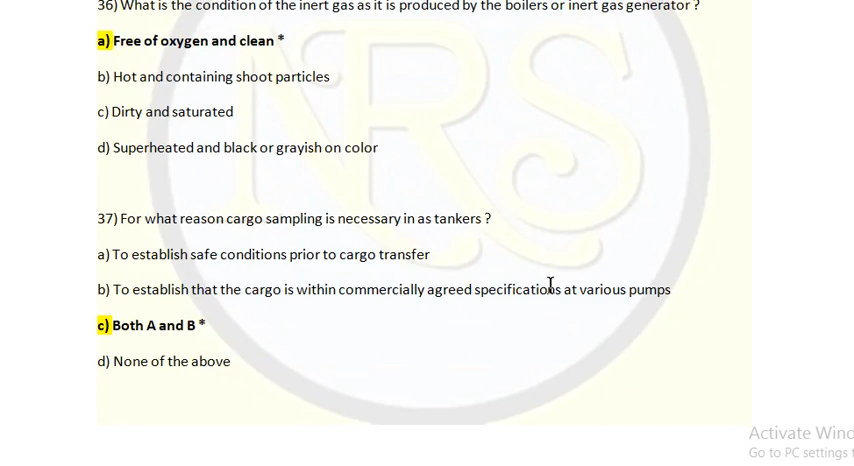 36) What is the condition of the inert gas as it is produced by the boilers or inert gas generator ?
a) Free of oxygen and clean *
b) Hot and containing shoot particles
c) Dirty and saturated
d) Superheated and black or grayish on color
37) For what reason cargo sampling is necessary in as tankers ?
a) To establish safe conditions prior to cargo transfer
b) To establish that the cargo is within commercially agreed specifications at various pumps
c) Both A and B *
d) None of the above
NRS
Activate Wind
Go to PC settings t